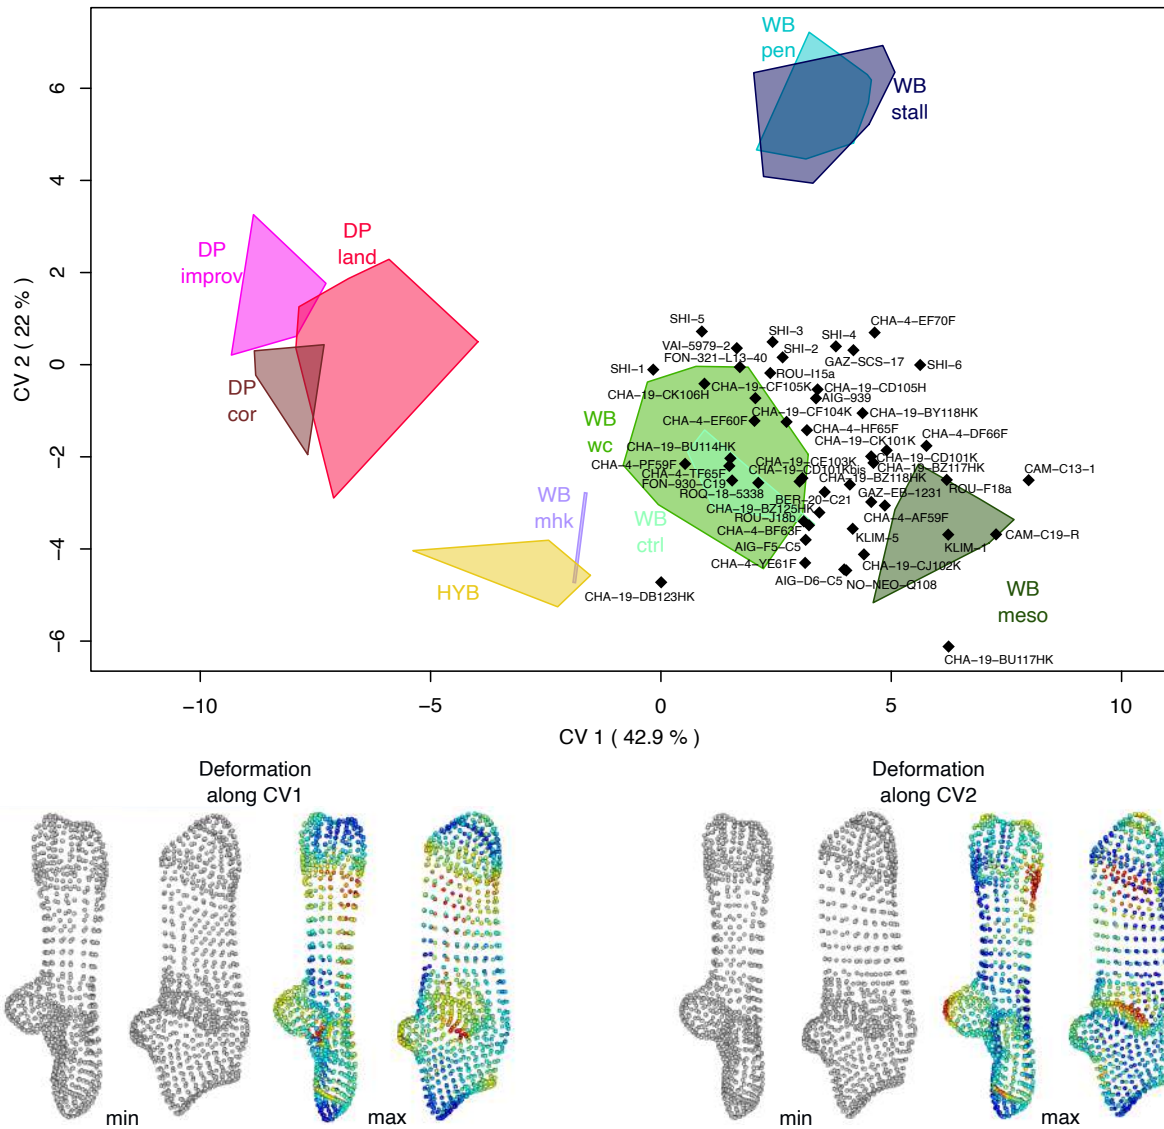 WB
pen
WB
stall
DP
improv
DP
land
DP
cor
CV 2 ( 22 % )
6
4
2
0
−2
−4
−6
SHI−5
SHI−3
SHI−4
CHA−4−EF70F
VAI−5979−2
SHI−2
GAZ−SCS−17
FON−321−L13−40
SHI−1
ROU−I15a
SHI−6
CHA−19−CK106H
CHA−19−CF105K
CHA−19−CD105H
AIG−939
WB
wc
CHA−4−EF60F
CHA−19−CF104K
CHA−19−BY118HK
CHA−4−HF65F
CHA−4−DF66F
CHA−19−BU114HK
CHA−19−CK101K
CHA−4−PF59F
CHA−19−CE103K
CHA−19−CD101K
CHA−4−TF65F
CHA−19−CD101Kbis
CHA−19−BZ117HK
CAM−C13−1
FON−930−C19
CHA−19−BZ118HK
ROU−F18a
ROQ−18−5338
BER−20−C21
GAZ−EB−1231
WB
mhk
CHA−19−BZ125HK
WB
ctrl
ROU−J18b
CHA−4−AF59F
CHA−4−BF63F
KLIM−5
CAM−C19−R
AIG−F5−C5
KLIM−1
CHA−4−YE61F
CHA−19−CJ102K
HYB
CHA−19−DB123HK
AIG−D6−C5
NO−NEO−Q108
WB
meso
CHA−19−BU117HK
−10
−5
0
5
10
CV 1 ( 42.9 % )
Deformation
along CV1
Deformation
along CV2
min
max
min
max